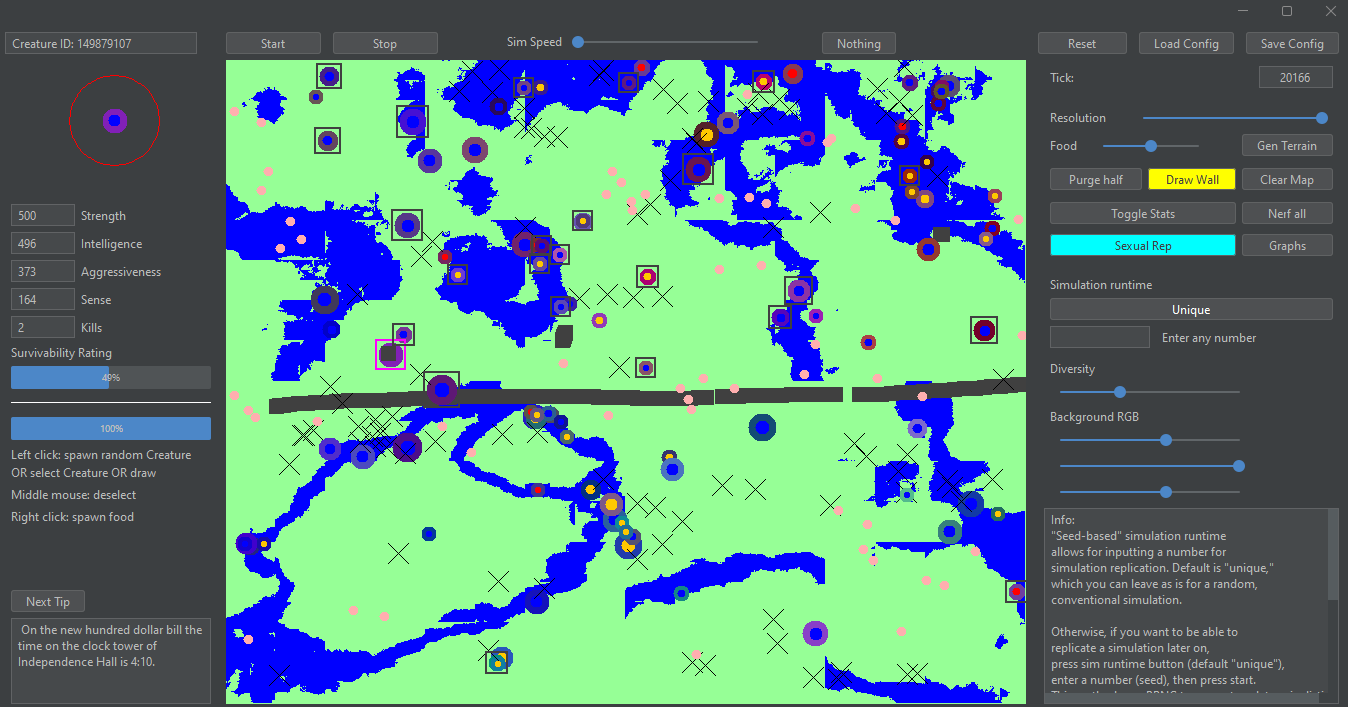 Creature ID: 149879107
Start
Stop
Sim Speed
Nothing
Reset
Load Config
Save Config
Tick:
20166
Resolution
Food
Gen Terrain
Purge half
Draw Wall
Clear Map
Toggle Stats
Nerf all
Sexual Rep
Graphs
Simulation runtime
Unique
Enter any number
Diversity
Background RGB
Info:
"Seed-based" simulation runtime
allows for inputting a number for
simulation replication. Default is "unique,"
which you can leave as is for a random,
conventional simulation.
Otherwise, if you want to be able to
replicate a simulation later on,
press sim runtime button (default "unique"),
enter a number (seed), then press start.
500 Strength
496 Intelligence
373 Aggressiveness
164 Sense
2 Kills
Survivability Rating
49%
100%
Left click: spawn random Creature
OR select Creature OR draw
Middle mouse: deselect
Right click: spawn food
Next Tip
On the new hundred dollar bill the
time on the clock tower of
Independence Hall is 4:10.